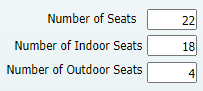 Number of Seats 22
Number of Indoor Seats 18
Number of Outdoor Seats 4